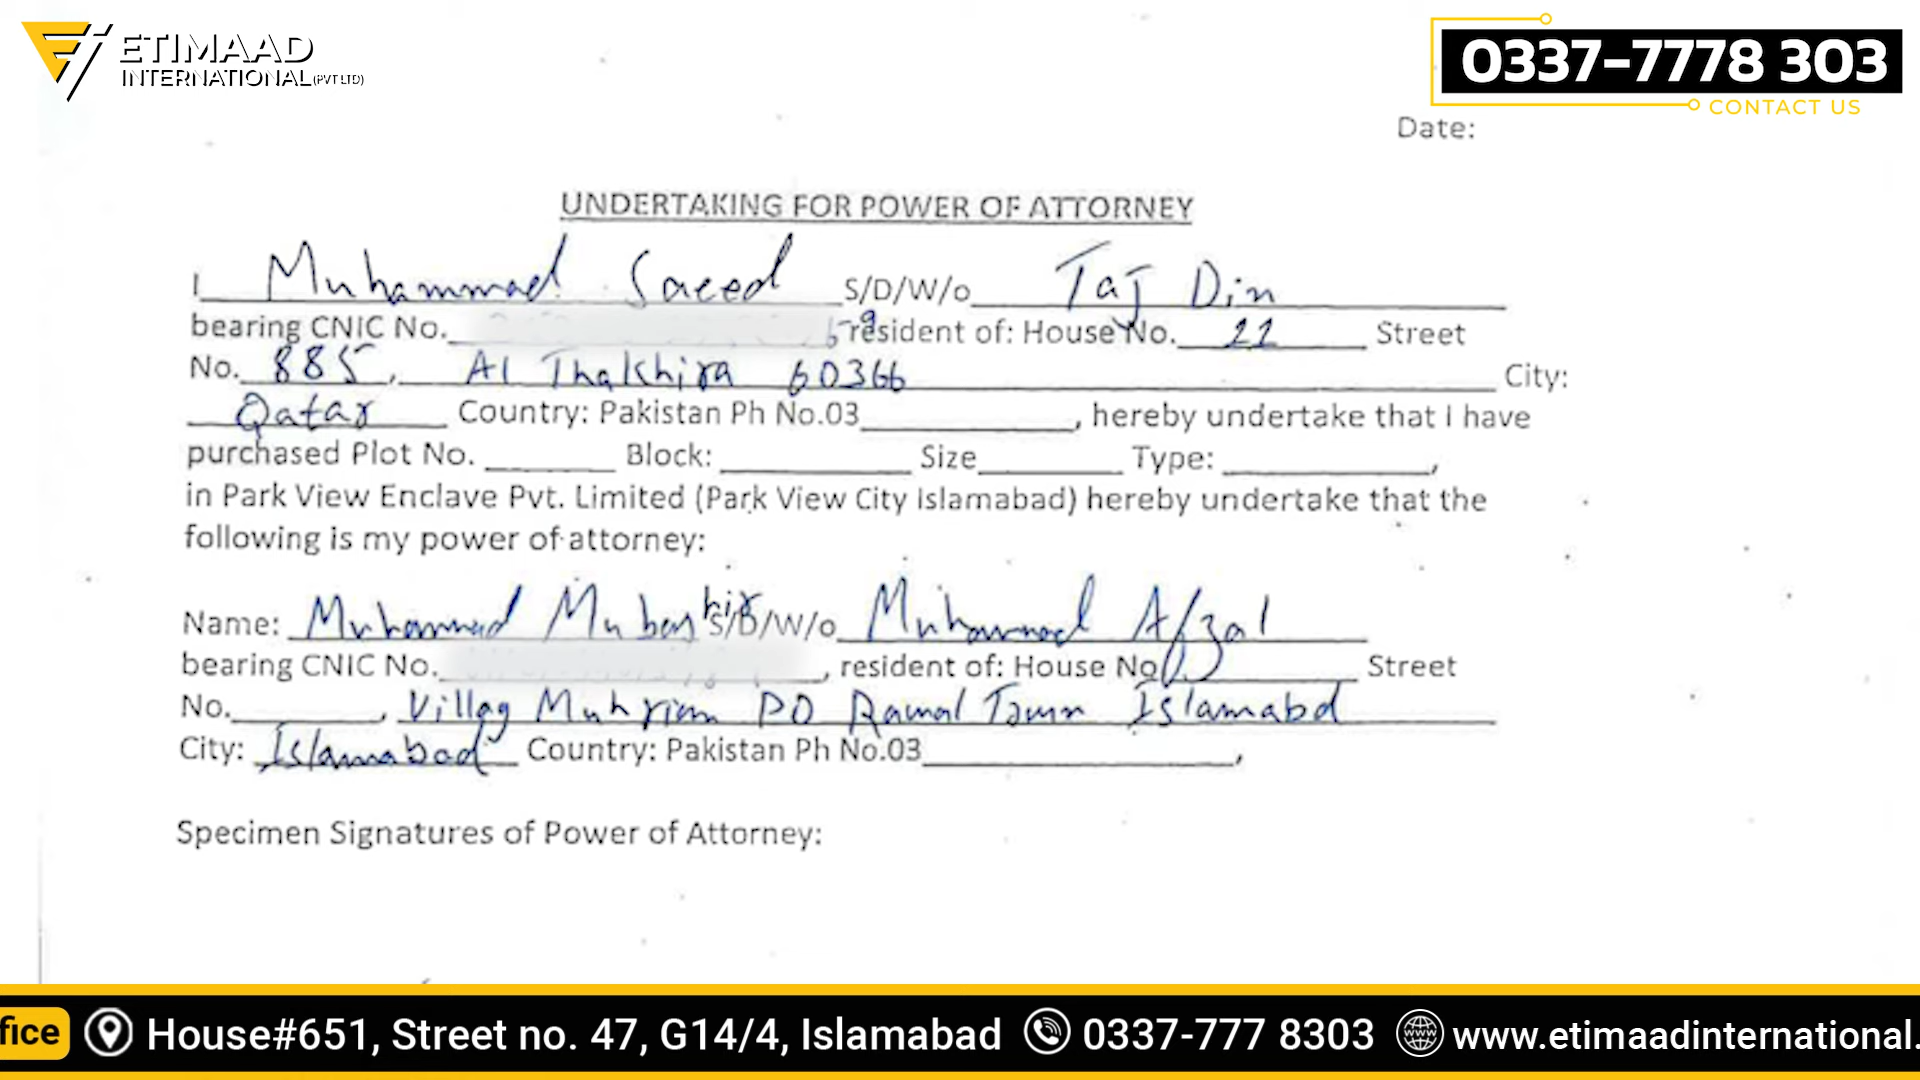 ETIMAAD
INTERNATIONAL (PVT LTD)
0337-7778 303
CONTACT US
Date:
UNDERTAKING FOR POWER OF ATTORNEY
I Muhammad Saeed S/D/W/o Taj Din
bearing CNIC No. resident of: House No. 22 Street
No. 885, Al Thakhira 60366 City:
Qatar Country: Pakistan Ph No.03 , hereby undertake that I have
purchased Plot No. Block: Size Type: ,
in Park View Enclave Pvt. Limited (Park View City Islamabad) hereby undertake that the
following is my power of attorney:
Name: Muhammad Mubashir S/D/W/o Muhammad Afzal
bearing CNIC No. , resident of: House No Street
No. , Villag Muhrian PO Rawal Town Islamabd
City: Islamabad Country: Pakistan Ph No.03 ,
Specimen Signatures of Power of Attorney:
fice House#651, Street no. 47, G14/4, Islamabad 0337-777 8303 www.etimaadinternational.